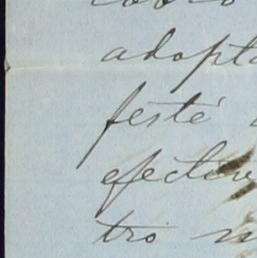 adopta
festé
efectiv
tro